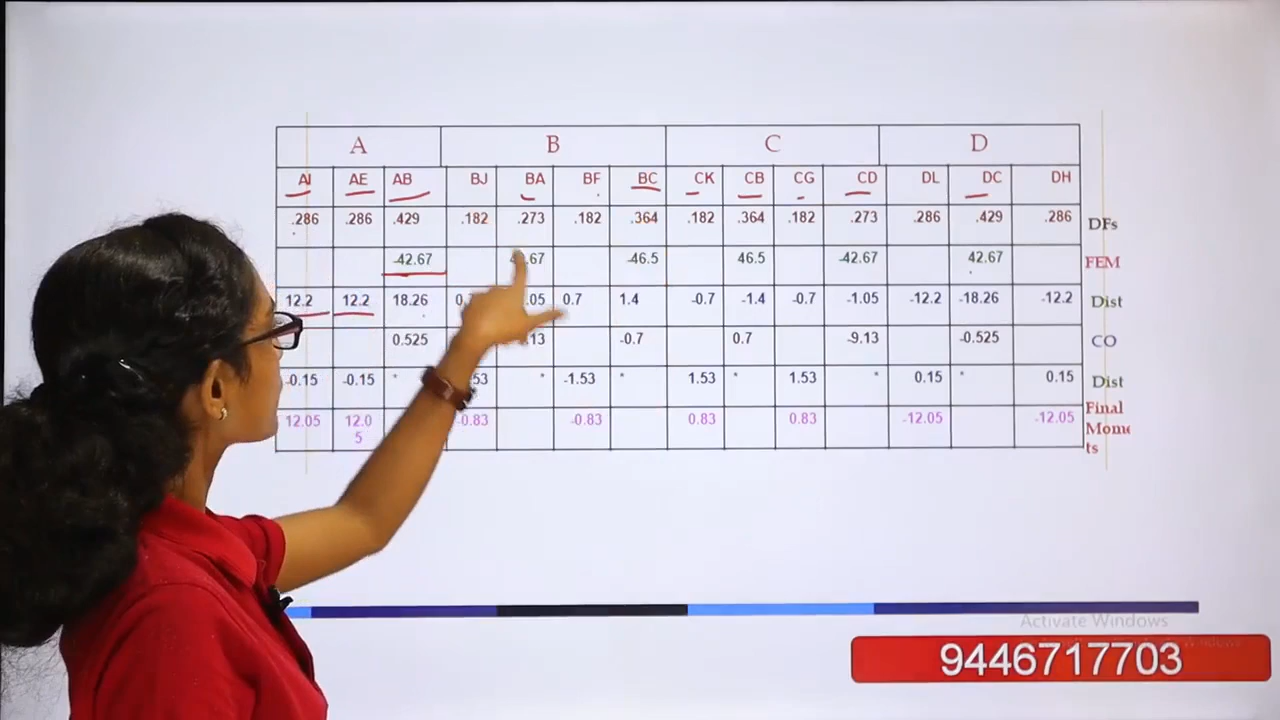 A B C D
AI AE AB BJ BA BF BC CK CB CG CD DL DC DH
.286 .286 .429 .182 .273 .182 .364 .182 .364 .182 .273 .286 .429 .286 DFs
-42.67 -46.5 46.5 -42.67 42.67 FEM
12.2 12.2 18.26 0.7 1.4 -0.7 -1.4 -0.7 -1.05 -12.2 -18.26 -12.2 Dist
0.525 -0.7 0.7 -9.13 -0.525 CO
-0.15 -0.15 * * -1.53 * 1.53 * 1.53 * 0.15 * 0.15 Dist
12.05 12.0 -0.83 -0.83 0.83 0.83 -12.05 -12.05 Final
5 Mome
ts
Activate Windows
9446717703